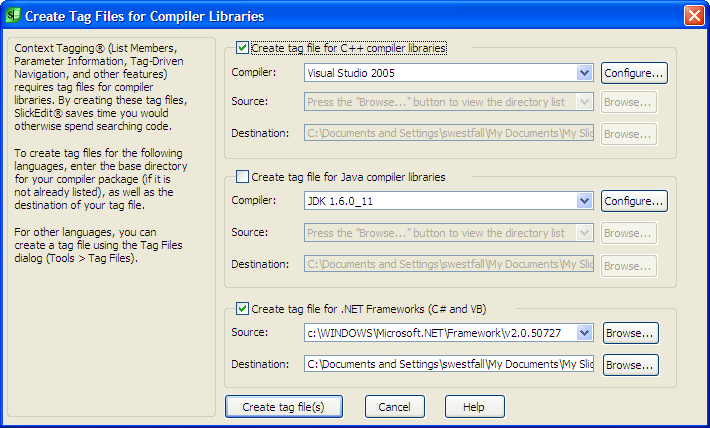 Create Tag Files for Compiler Libraries
Context Tagging® (List Members,
Parameter Information, Tag-Driven
Navigation, and other features)
requires tag files for compiler
libraries. By creating these tag files,
SlickEdit® saves time you would
otherwise spend searching code.
To create tag files for the following
languages, enter the base directory
for your compiler package (if it is
not already listed), as well as the
destination of your tag file.
For other languages, you can
create a tag file using the Tag Files
dialog (Tools > Tag Files).
Create tag file for C++ compiler libraries
Compiler: Visual Studio 2005 Configure...
Source: Press the "Browse..." button to view the directory list Browse...
Destination: C:\Documents and Settings\swestfall\My Documents\My Slic Browse...
Create tag file for Java compiler libraries
Compiler: JDK 1.6.0_11 Configure...
Source: Press the "Browse..." button to view the directory list Browse...
Destination: C:\Documents and Settings\swestfall\My Documents\My Slic Browse...
Create tag file for .NET Frameworks (C# and VB)
Source: c:\WINDOWS\Microsoft.NET\Framework\v2.0.50727 Browse...
Destination: C:\Documents and Settings\swestfall\My Documents\My Slic Browse...
Create tag file(s) Cancel Help